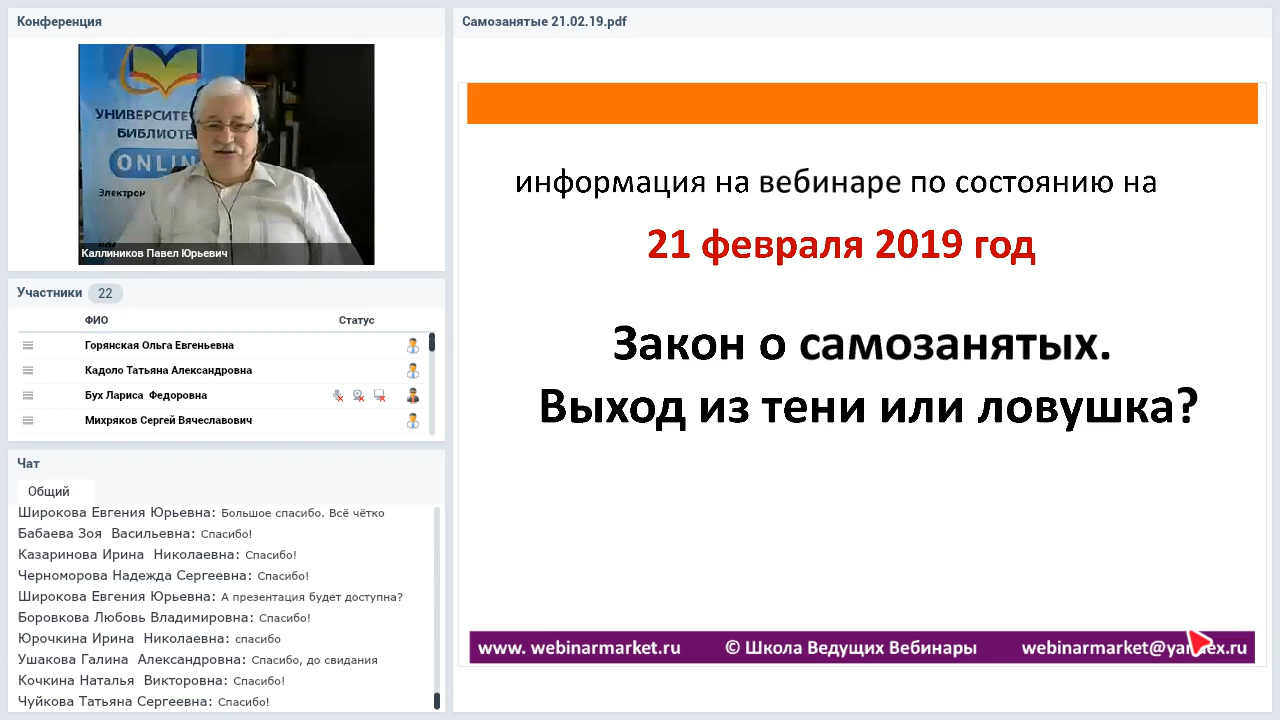 Конференция
УНИВЕРСИТЕ
БИБЛИОТЕ
ONLIN
Электрон
Каллиников Павел Юрьевич
Участники 22
ФИО Статус
Горянская Ольга Евгеньевна
Кадоло Татьяна Александровна
Бух Лариса Федоровна
Михряков Сергей Вячеславович
Чат
Общий
Широкова Евгения Юрьевна: Большое спасибо. Всё чётко
Бабаева Зоя Васильевна: Спасибо!
Казаринова Ирина Николаевна: Спасибо!
Черноморова Надежда Сергеевна: Спасибо!
Широкова Евгения Юрьевна: А презентация будет доступна?
Боровкова Любовь Владимировна: Спасибо!
Юрочкина Ирина Николаевна: спасибо
Ушакова Галина Александровна: Спасибо, до свидания
Кочкина Наталья Викторовна: Спасибо!
Чуйкова Татьяна Сергеевна: Спасибо!
Самозанятые 21.02.19.pdf
информация на вебинаре по состоянию на
21 февраля 2019 год
Закон о самозанятых.
Выход из тени или ловушка?
www. webinarmarket.ru © Школа Ведущих Вебинары webinarmarket@yandex.ru